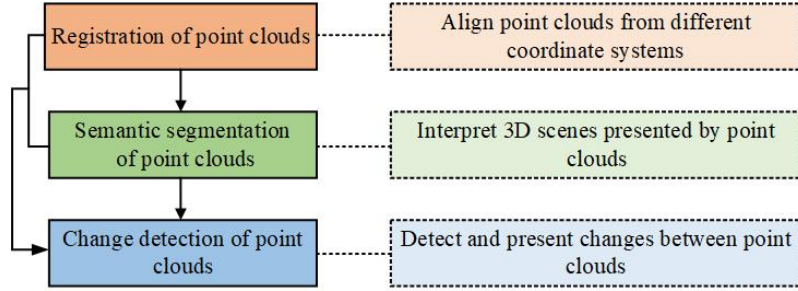 Registration of point clouds
Align point clouds from different
coordinate systems
Semantic segmentation
of point clouds
Interpret 3D scenes presented by point
clouds
Change detection of point
clouds
Detect and present changes between point
clouds